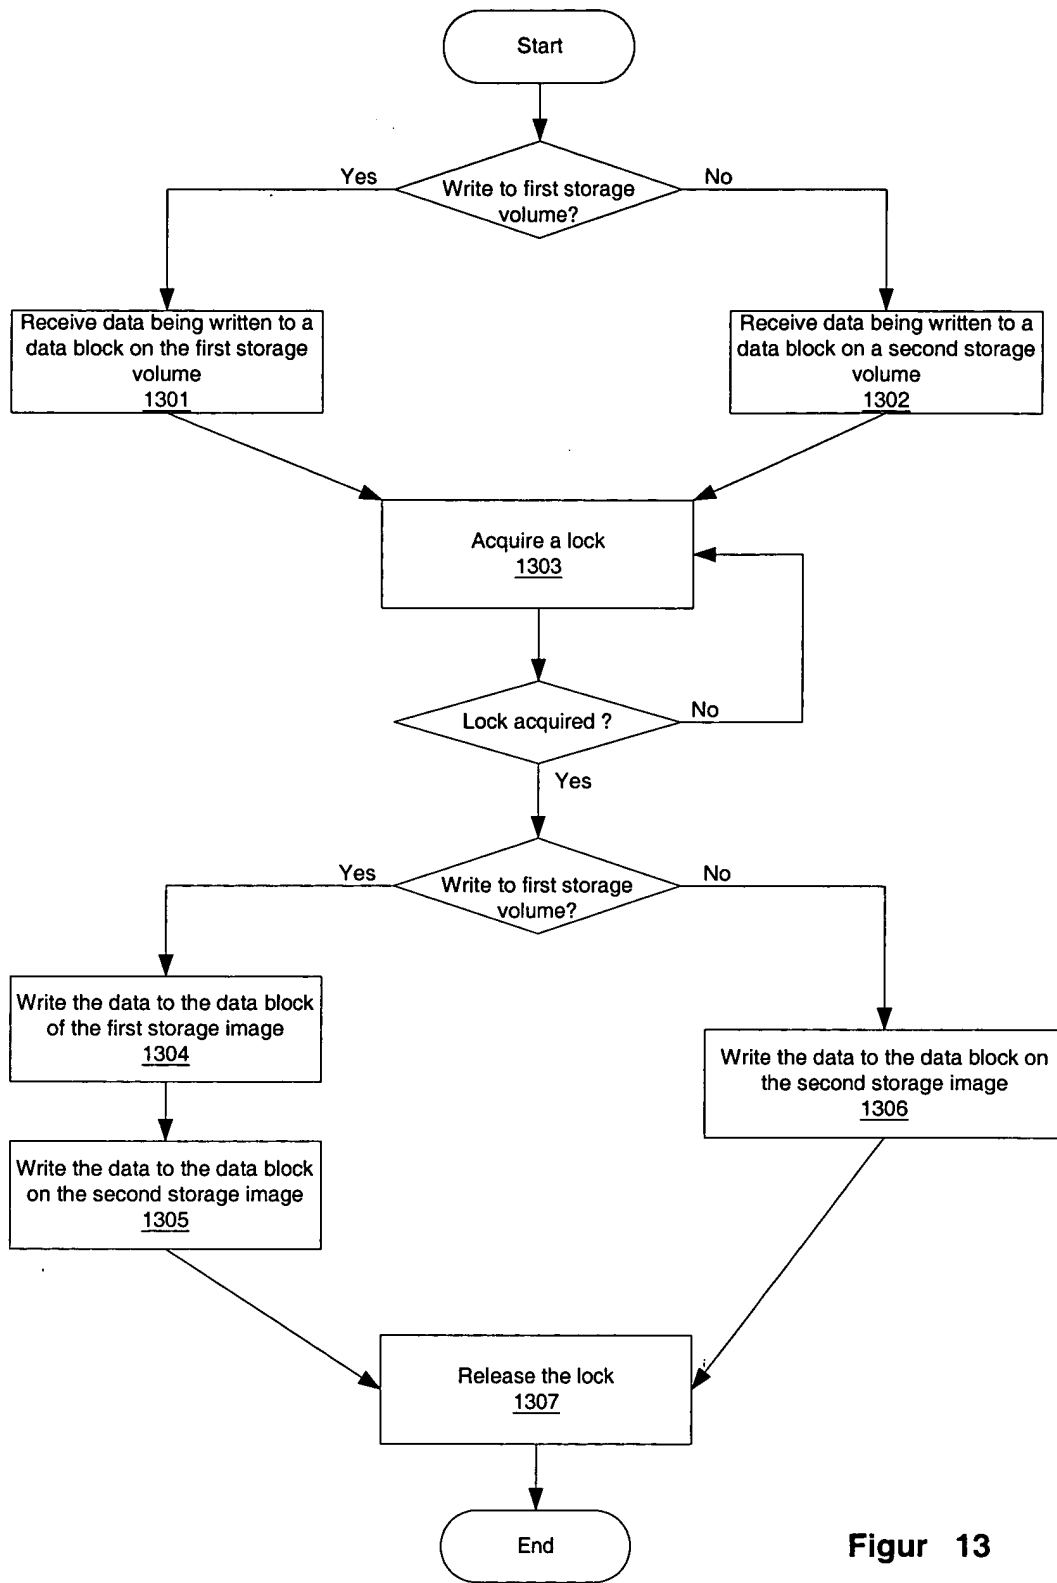 Start
Write to first storage
volume?
Yes
No
Receive data being written to a
data block on the first storage
volume
1301
Receive data being written to a
data block on a second storage
volume
1302
Acquire a lock
1303
Lock acquired ?
No
Yes
Write to first storage
volume?
Yes
No
Write the data to the data block
of the first storage image
1304
Write the data to the data block on
the second storage image
1306
Write the data to the data block
on the second storage image
1305
Release the lock
1307
End
Figur 13